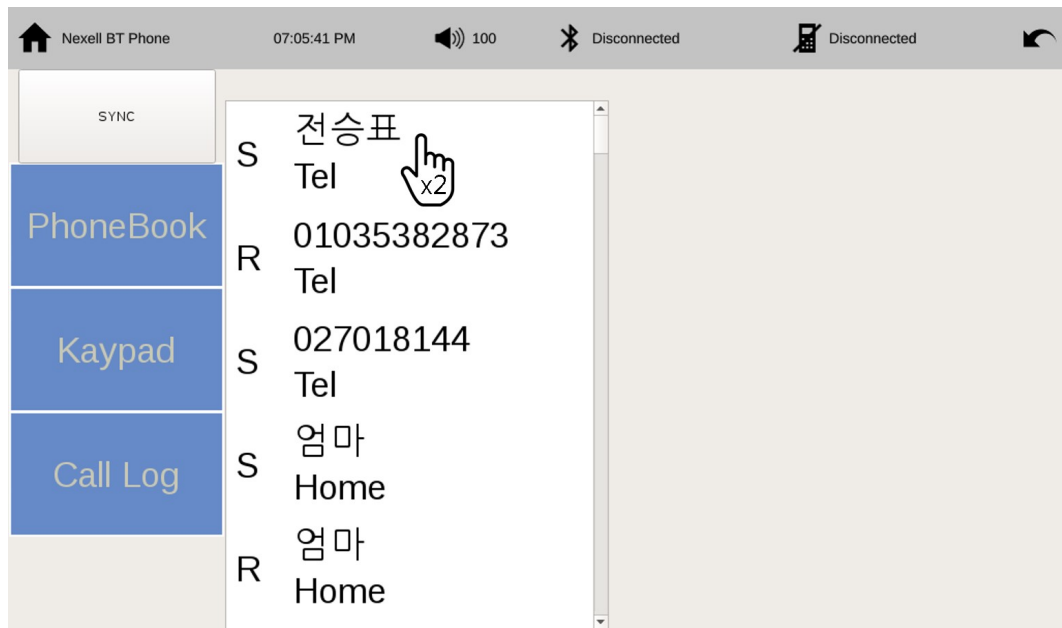 Nexell BT Phone 07:05:41 PM 100 Disconnected Disconnected
SYNC
PhoneBook
Kaypad
Call Log
S 전승표
Tel
x2
R 01035382873
Tel
S 027018144
Tel
S 엄마
Home
R 엄마
Home